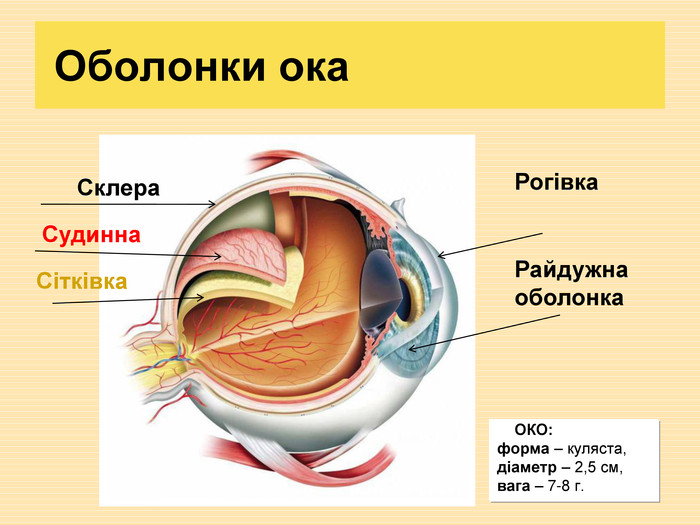 Оболонки ока
Склера
Судинна
Сітківка
Рогівка
Райдужна
оболонка
ОКО:
форма – куляста,
діаметр – 2,5 см,
вага – 7-8 г.